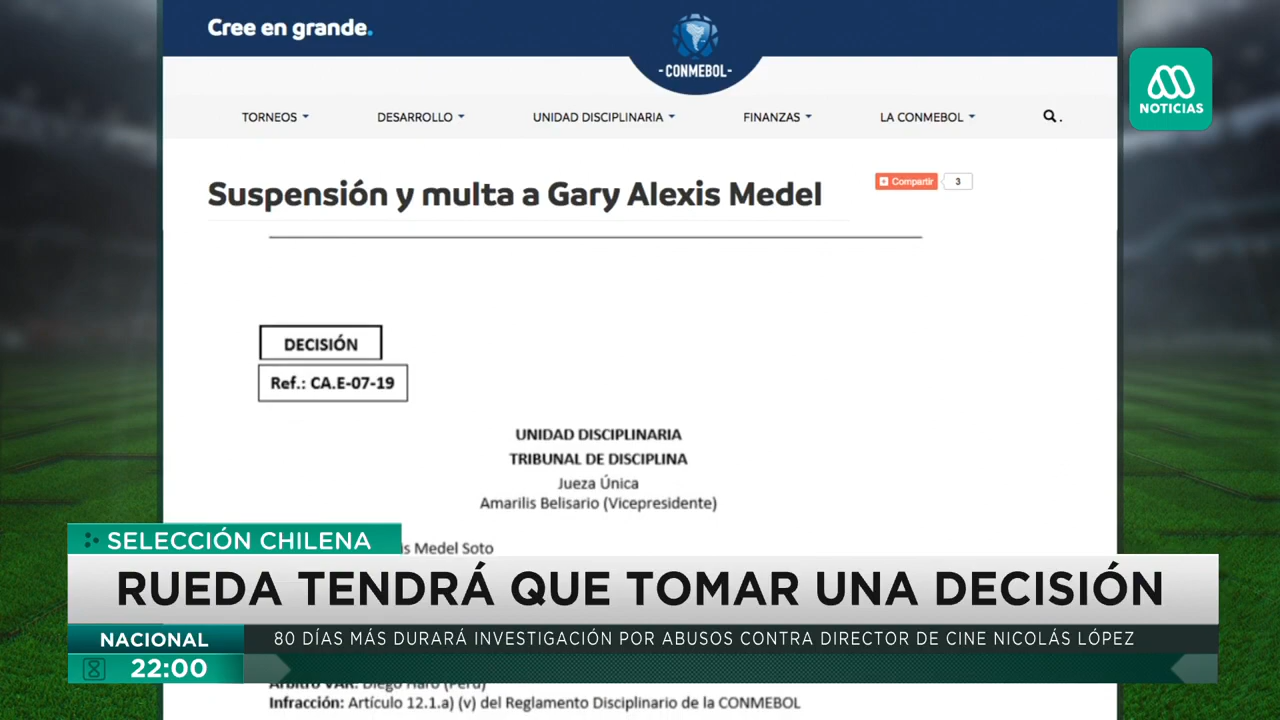 Cree en grande.
-CONMEBOL-
NOTICIAS
TORNEOS
DESARROLLO
UNIDAD DISCIPLINARIA
FINANZAS
LA CONMEBOL
Suspensión y multa a Gary Alexis Medel
Compartir
3
DECISIÓN
Ref.: CA.E-07-19
UNIDAD DISCIPLINARIA
TRIBUNAL DE DISCIPLINA
Jueza Única
Amarilis Belisario (Vicepresidente)
is Medel Soto
SELECCIÓN CHILENA
RUEDA TENDRÁ QUE TOMAR UNA DECISIÓN
NACIONAL
80 DÍAS MÁS DURARÁ INVESTIGACIÓN POR ABUSOS CONTRA DIRECTOR DE CINE NICOLÁS LÓPEZ
22:00
Árbitro VAR: Diego Haro (Perú)
Infracción: Artículo 12.1.a) (v) del Reglamento Disciplinario de la CONMEBOL